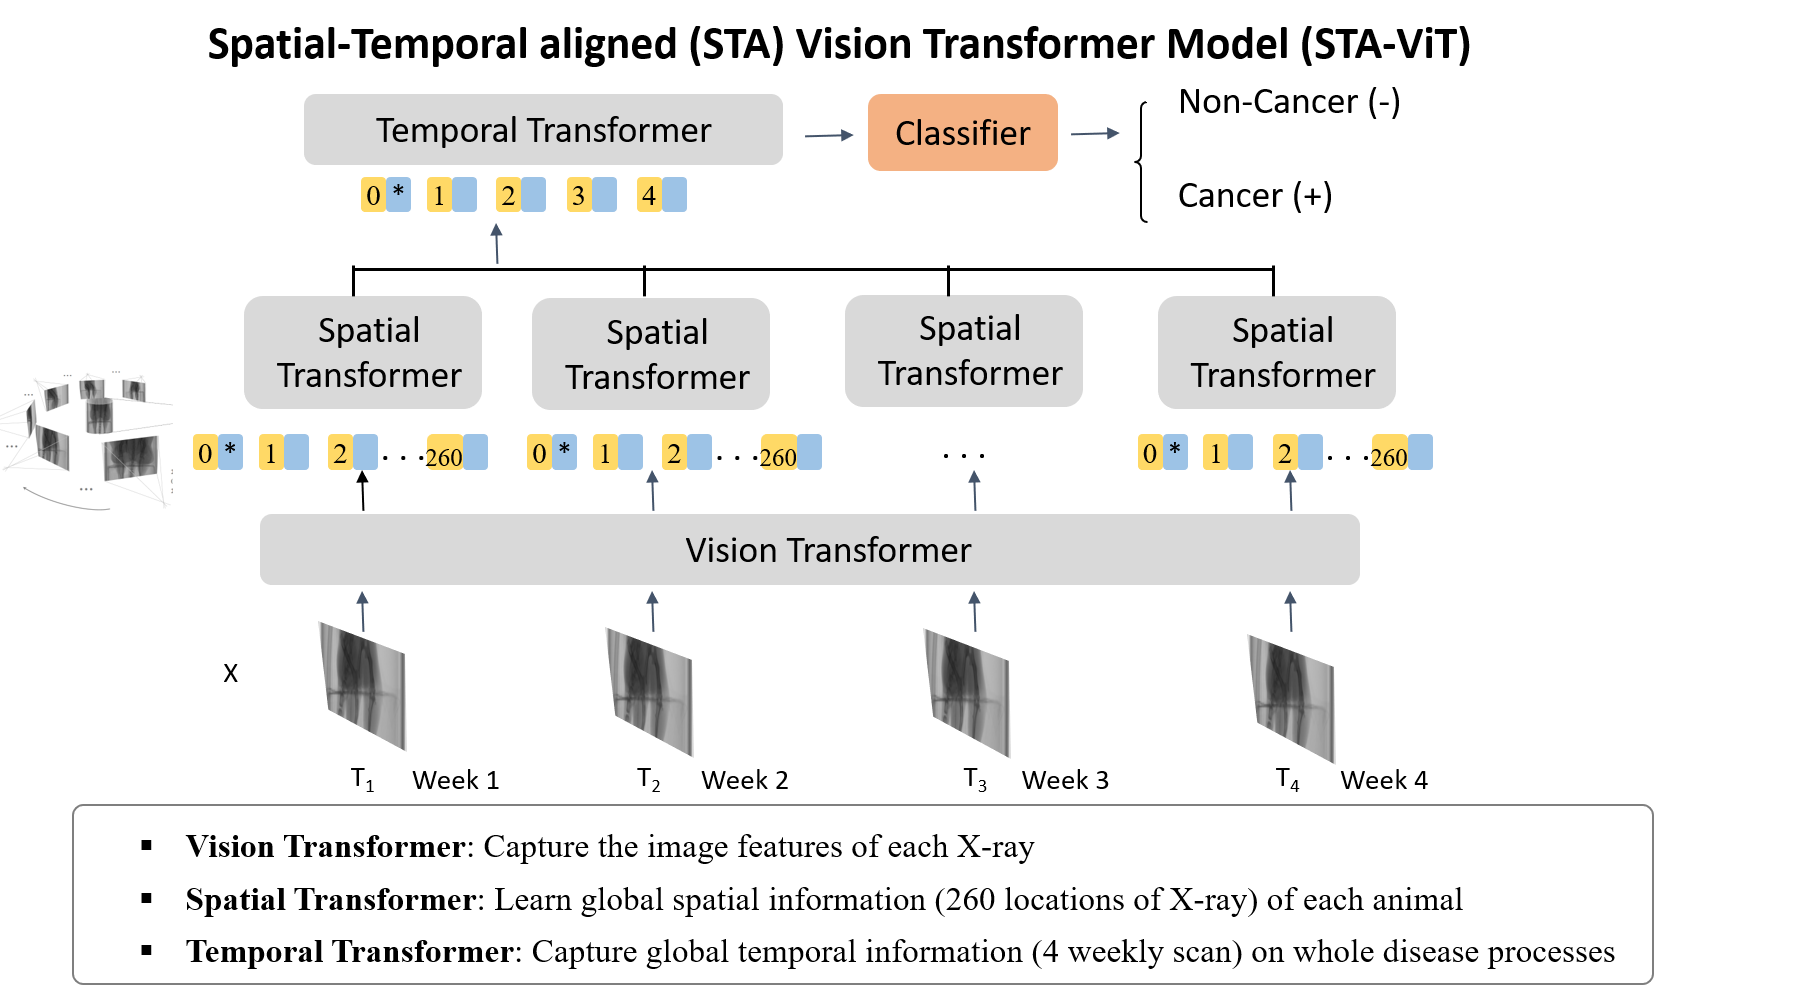 Spatial-Temporal aligned (STA) Vision Transformer Model (STA-ViT)
Temporal Transformer
Classifier
Non-Cancer (-)
Cancer (+)
0 * 1 2 3 4
Spatial Transformer
Spatial Transformer
Spatial Transformer
Spatial Transformer
0 * 1 2 ... 260
0 * 1 2 ... 260
...
0 * 1 2 ... 260
Vision Transformer
X
T1 Week 1
T2 Week 2
T3 Week 3
T4 Week 4
▪ Vision Transformer: Capture the image features of each X-ray
▪ Spatial Transformer: Learn global spatial information (260 locations of X-ray) of each animal
▪ Temporal Transformer: Capture global temporal information (4 weekly scan) on whole disease processes